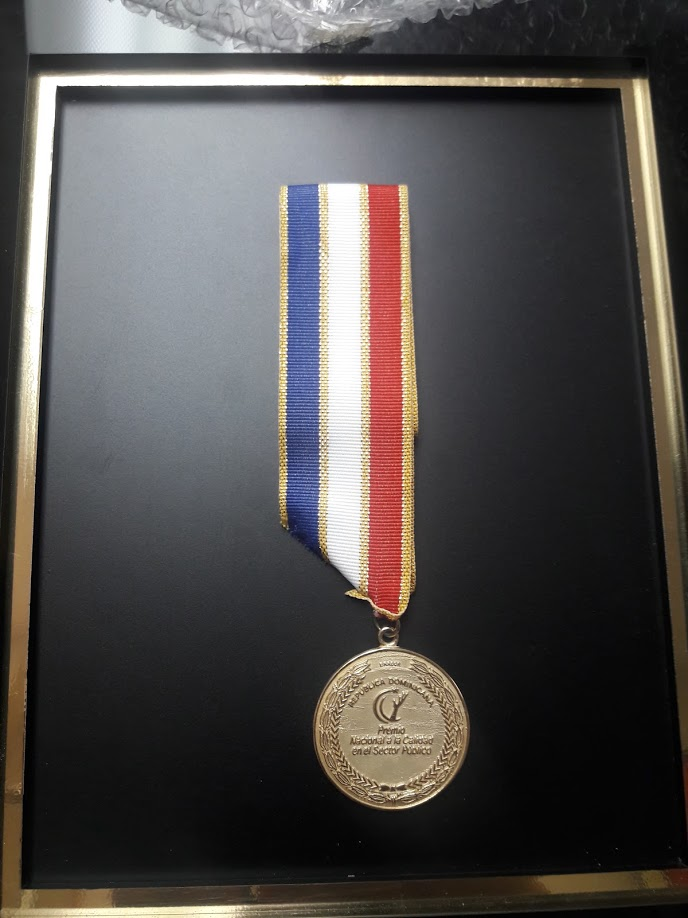 REPÚBLICA DOMINICANA
Premio
Nacional a la Calidad
en el Sector Público